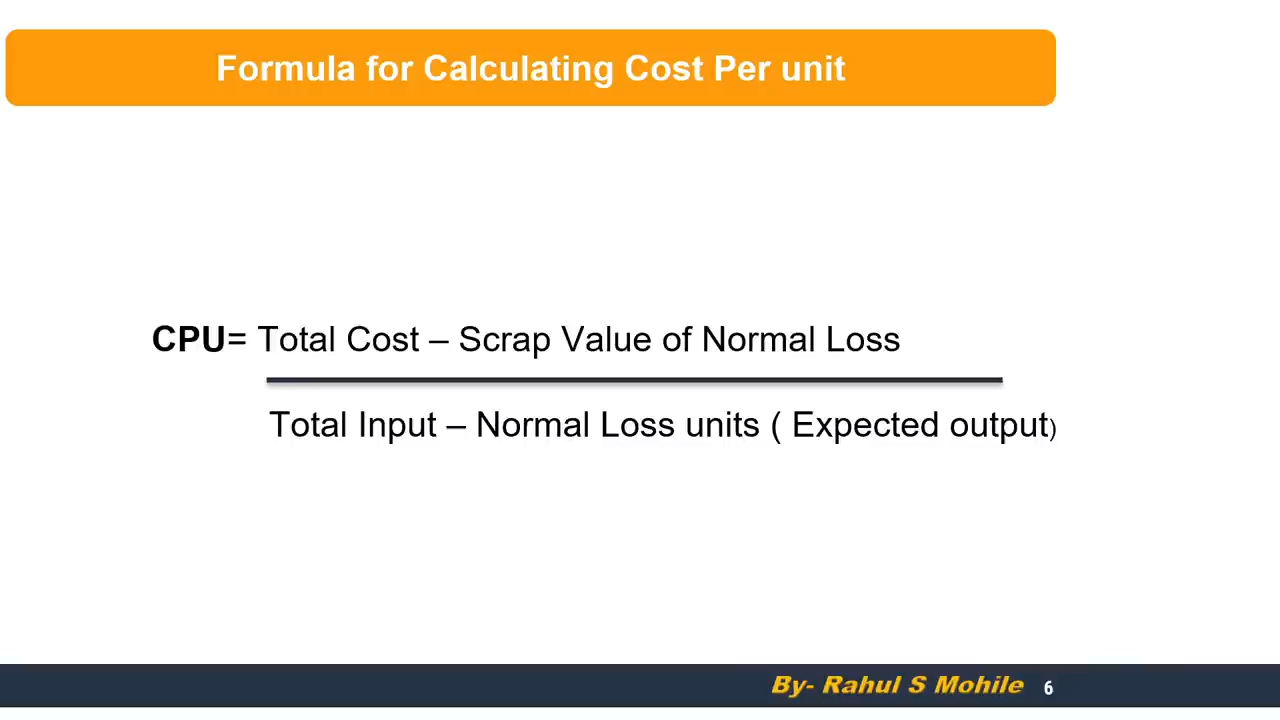 Formula for Calculating Cost Per unit
CPU= Total Cost – Scrap Value of Normal Loss
Total Input – Normal Loss units ( Expected output)
By- Rahul S Mohile 6